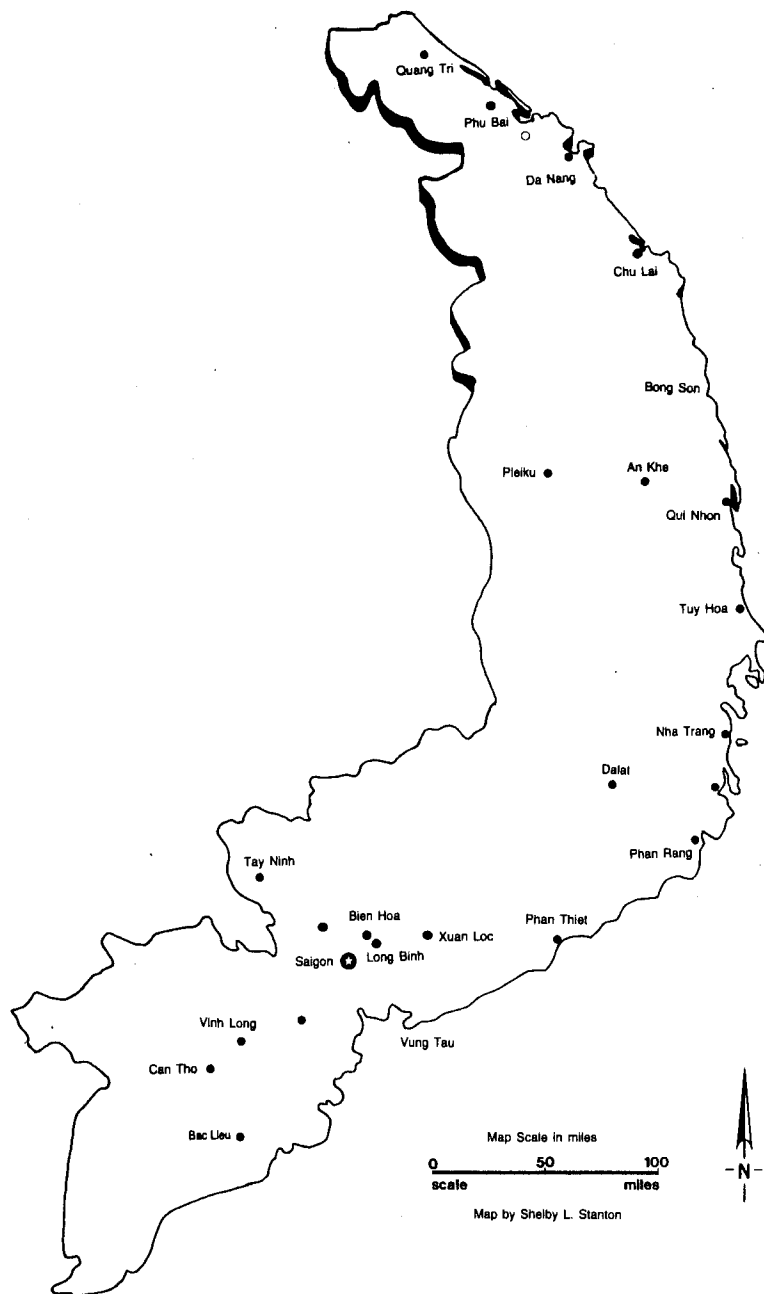 Quang Tri
Phu Bai
Da Nang
Chu Lai
Bong Son
Pleiku
An Khe
Qui Nhon
Tuy Hoa
Nha Trang
Dalat
Phan Rang
Tay Ninh
Bien Hoa
Xuan Loc
Phan Thiet
Saigon
Long Binh
Vinh Long
Vung Tau
Can Tho
Bac Lieu
Map Scale in miles
0 50 100
scale miles
Map by Shelby L. Stanton
N